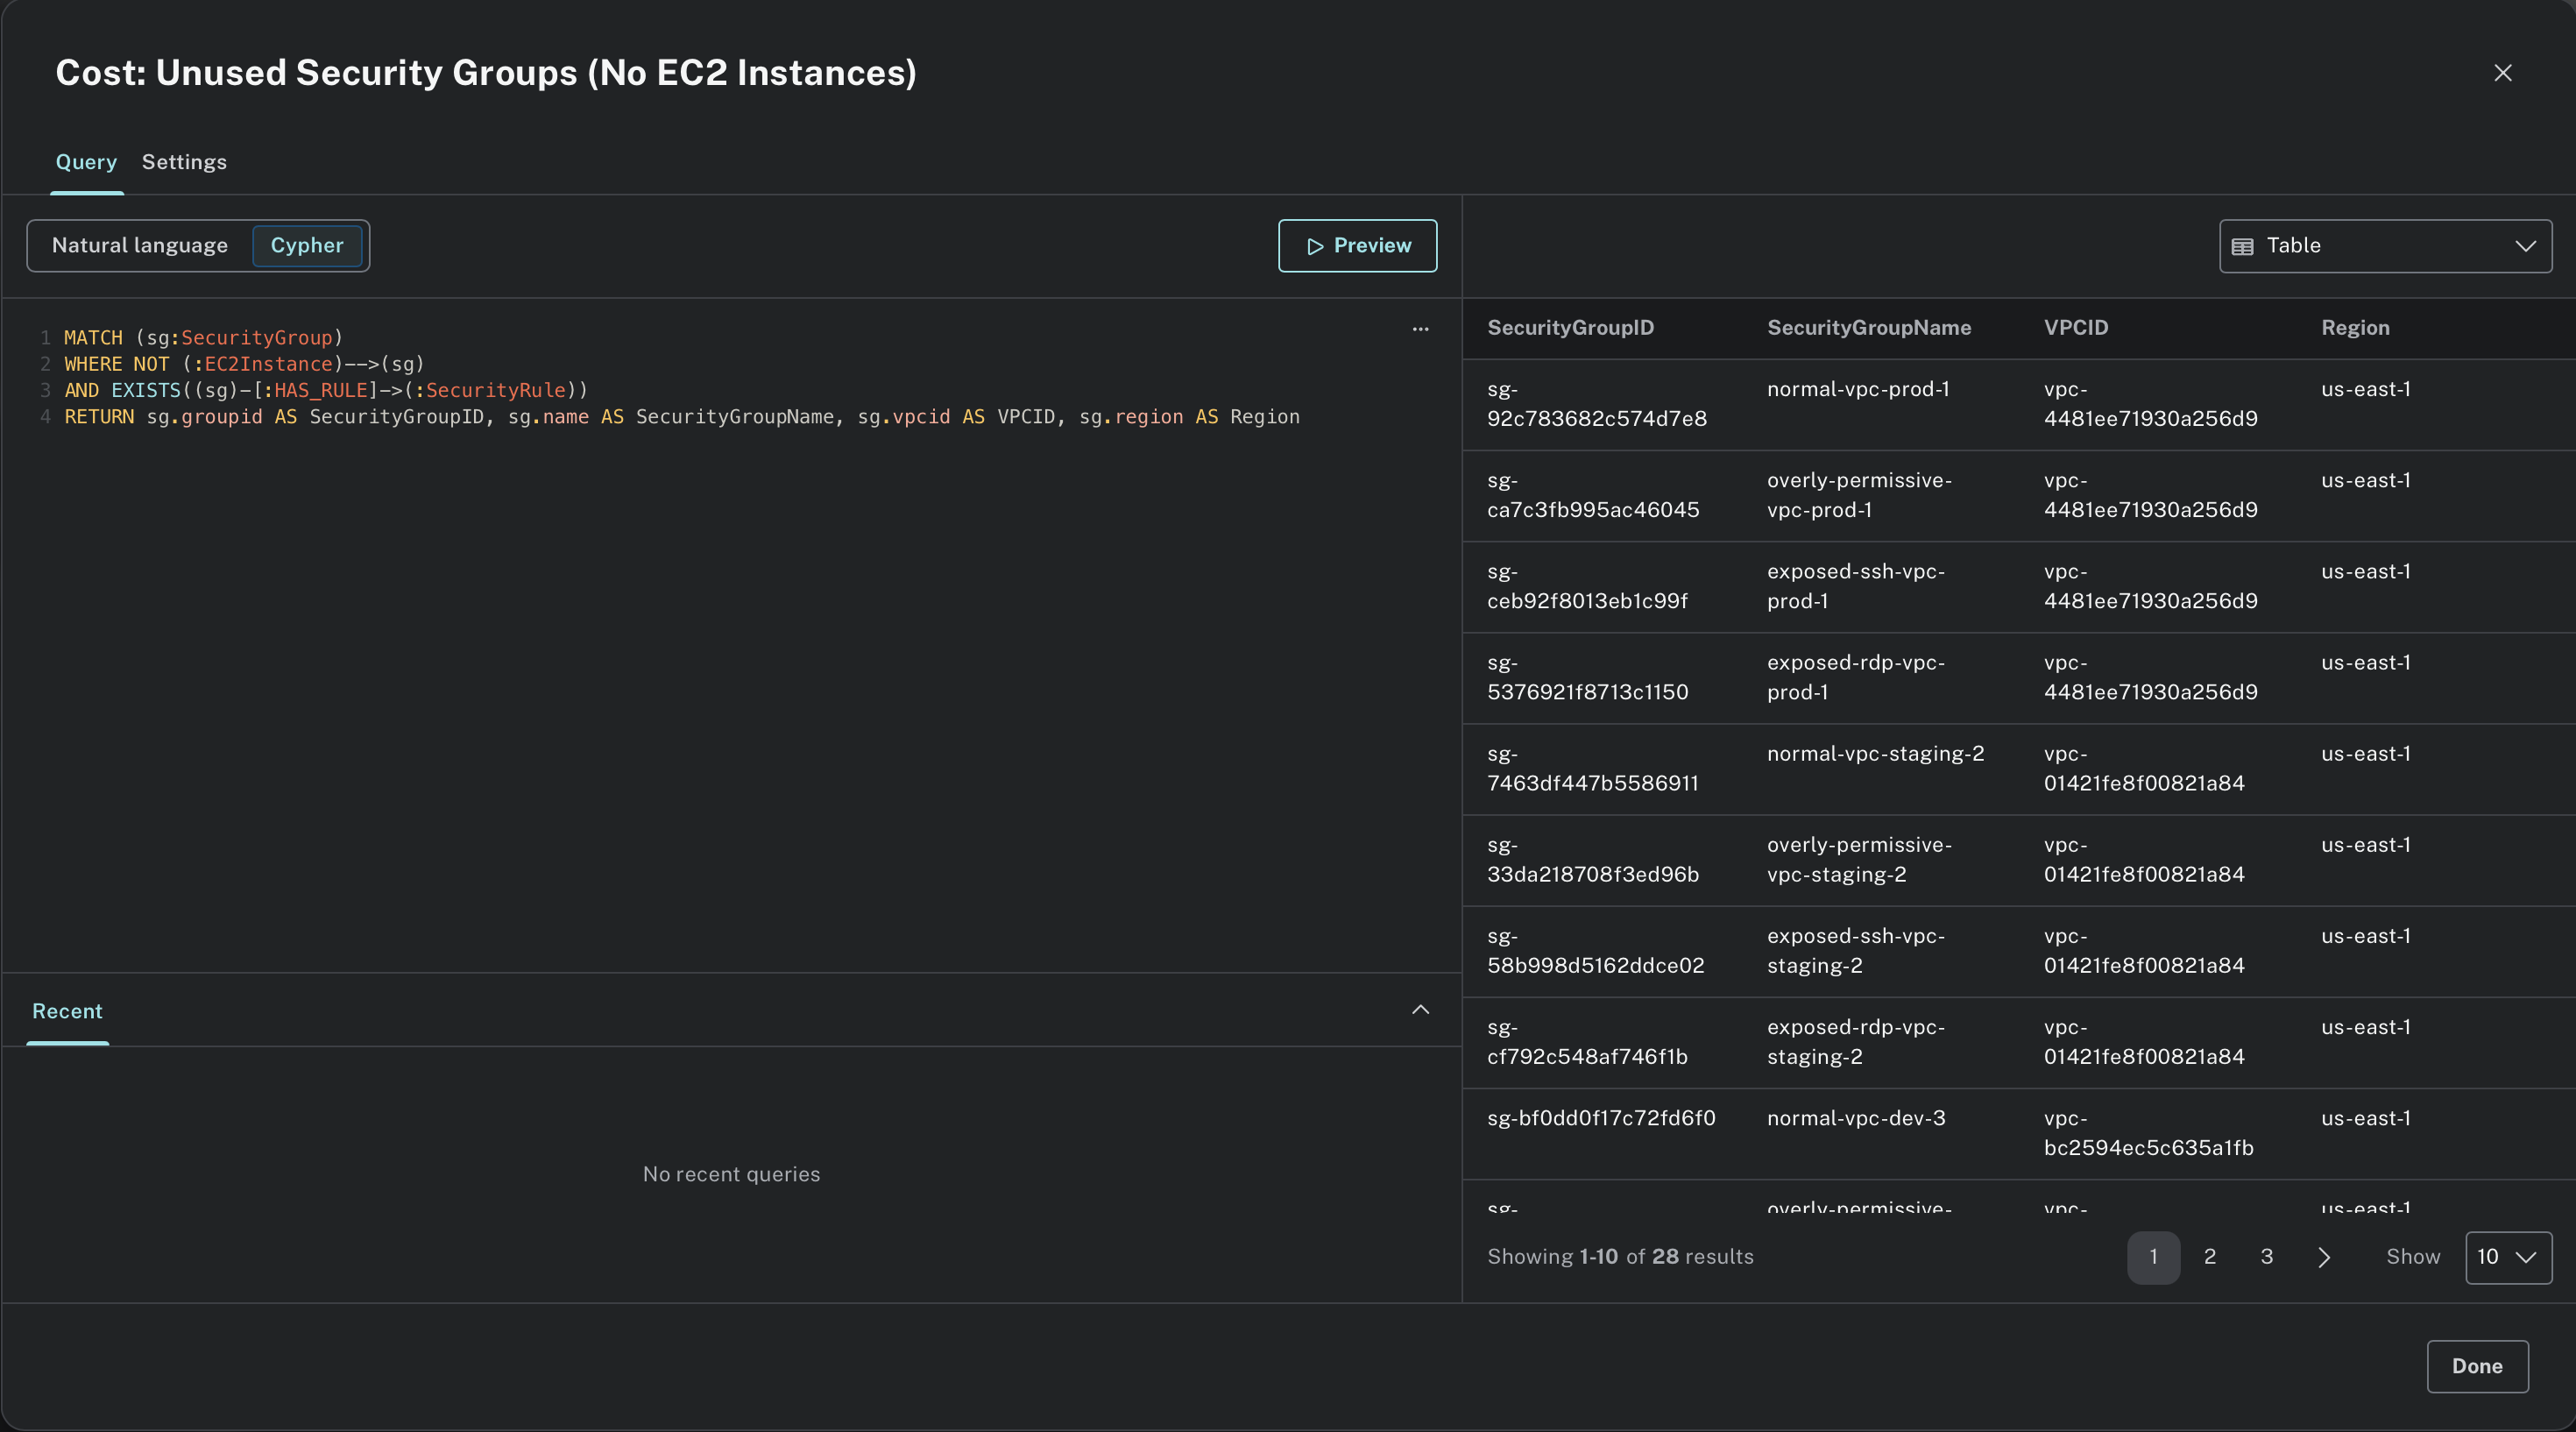 Cost: Unused Security Groups (No EC2 Instances)
Query Settings
Natural language Cypher
Preview
1 MATCH (sg:SecurityGroup)
2 WHERE NOT (:EC2Instance)-->(sg)
3 AND EXISTS((sg)-[:HAS_RULE]->(:SecurityRule))
4 RETURN sg.groupid AS SecurityGroupID, sg.name AS SecurityGroupName, sg.vpcid AS VPCID, sg.region AS Region
Recent
No recent queries
Table
SecurityGroupID SecurityGroupName VPCID Region
sg- normal-vpc-prod-1 vpc- us-east-1
92c783682c574d7e8 4481ee71930a256d9
sg- overly-permissive- vpc- us-east-1
ca7c3fb995ac46045 vpc-prod-1 4481ee71930a256d9
sg- exposed-ssh-vpc- vpc- us-east-1
ceb92f8013eb1c99f prod-1 4481ee71930a256d9
sg- exposed-rdp-vpc- vpc- us-east-1
5376921f8713c1150 prod-1 4481ee71930a256d9
sg- normal-vpc-staging-2 vpc- us-east-1
7463df447b5586911 01421fe8f00821a84
sg- overly-permissive- vpc- us-east-1
33da218708f3ed96b vpc-staging-2 01421fe8f00821a84
sg- exposed-ssh-vpc- vpc- us-east-1
58b998d5162ddce02 staging-2 01421fe8f00821a84
sg- exposed-rdp-vpc- vpc- us-east-1
cf792c548af746f1b staging-2 01421fe8f00821a84
sg-bf0dd0f17c72fd6f0 normal-vpc-dev-3 vpc- us-east-1
bc2594ec5c635a1fb
sg- overly-permissive- vpc- us-east-1
Showing 1-10 of 28 results
1 2 3 Show 10
Done